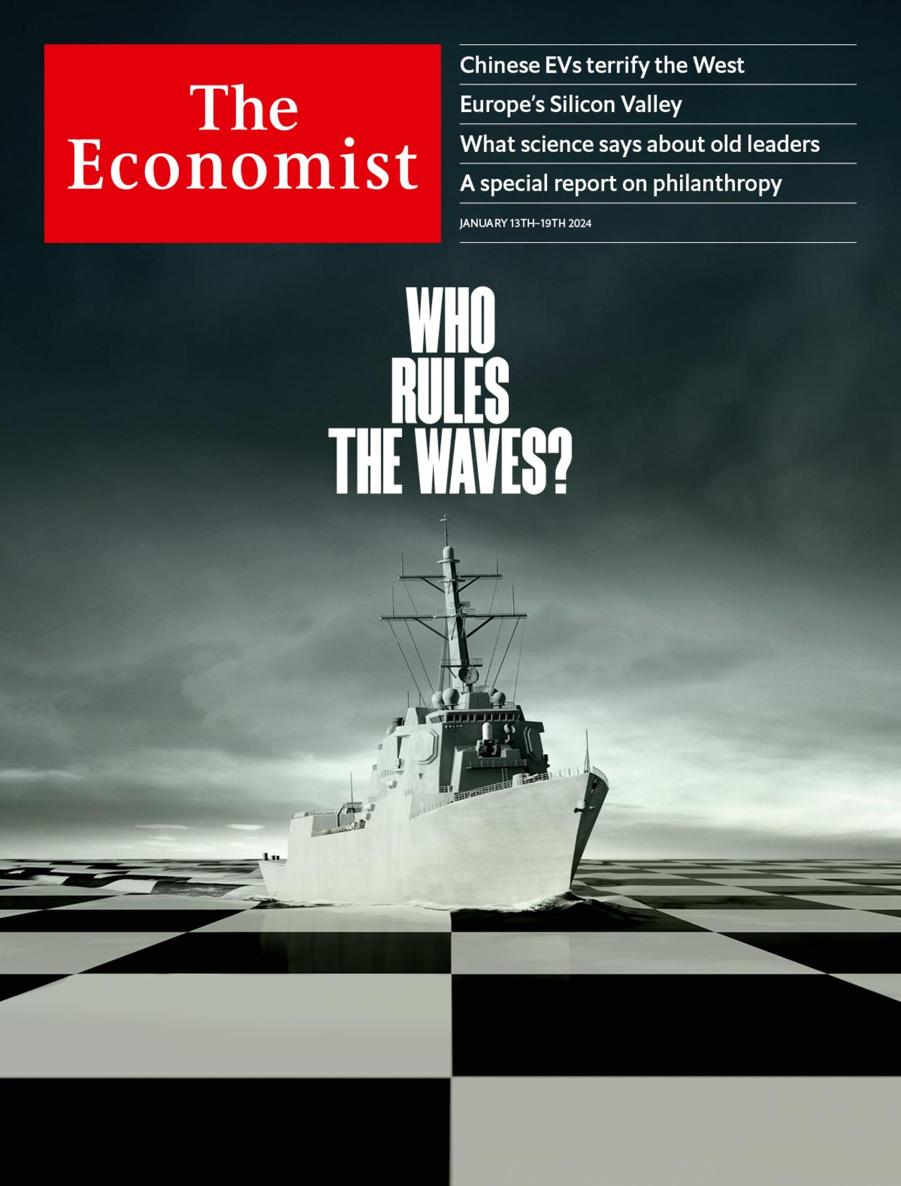 The
Economist
Chinese EVs terrify the West
Europe’s Silicon Valley
What science says about old leaders
A special report on philanthropy
JANUARY 13TH–19TH 2024
WHO
RULES
THE WAVES?